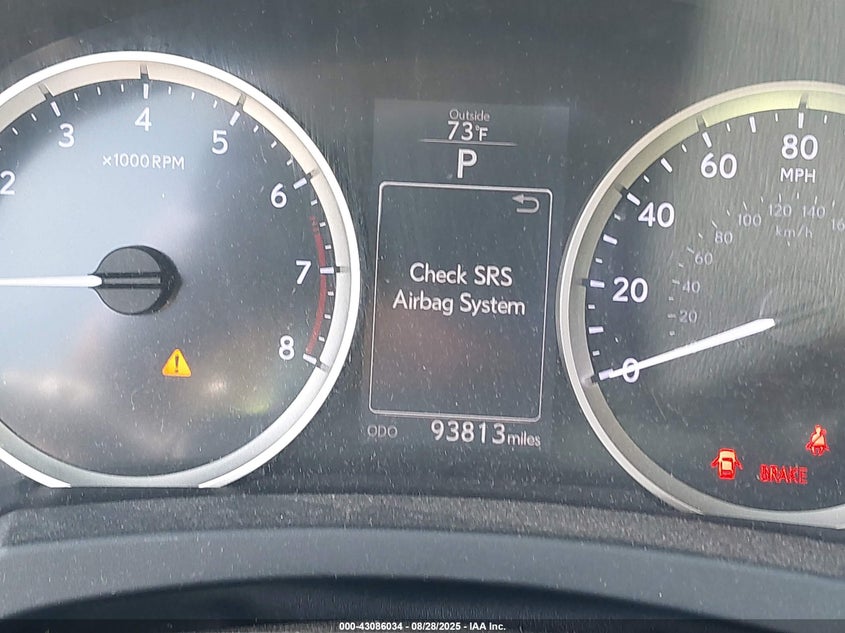 2
3
4
5
6
7
8
×1000 RPM
Outside
73°F
P
Check SRS
Airbag System
ODO 93813 miles
0
20
40
60
80
MPH
20
40
60
80
100
120
140
km/h
BRAKE
000-43086034 - 08/28/2025 - IAA Inc.